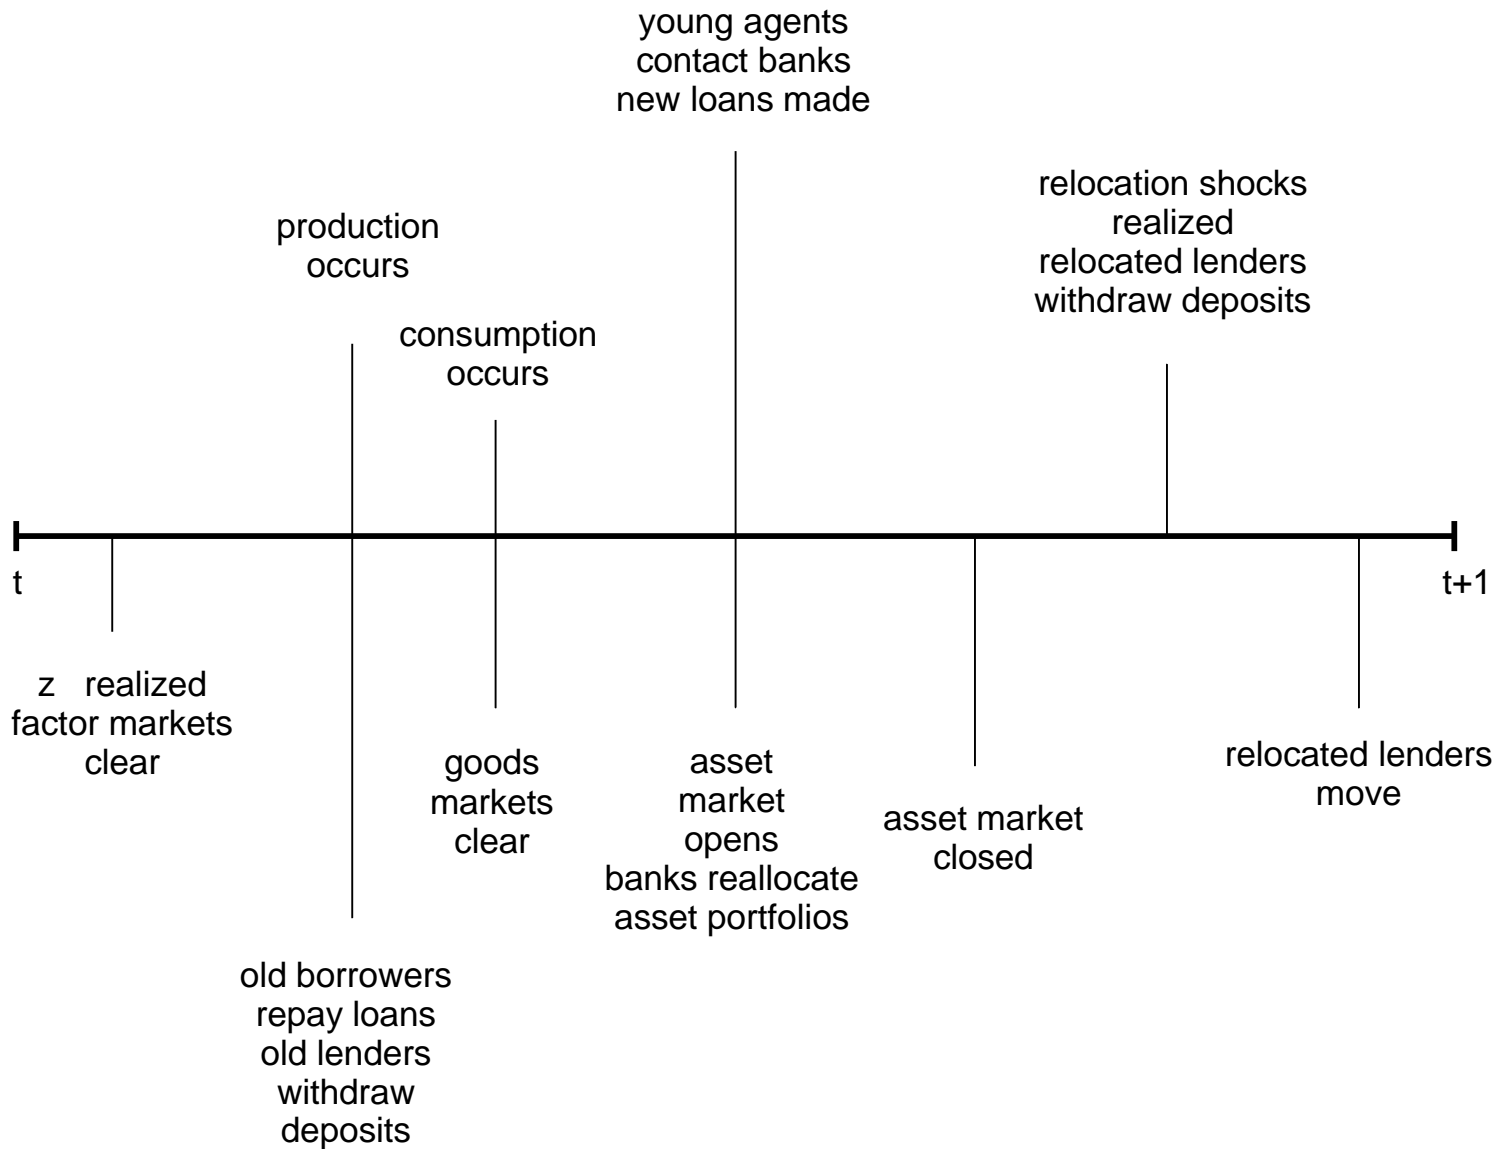 young agents
contact banks
new loans made
relocation shocks
realized
relocated lenders
withdraw deposits
production
occurs
consumption
occurs
t
t+1
z realized
factor markets
clear
goods
markets
clear
asset
market
opens
banks reallocate
asset portfolios
asset market
closed
relocated lenders
move
old borrowers
repay loans
old lenders
withdraw
deposits